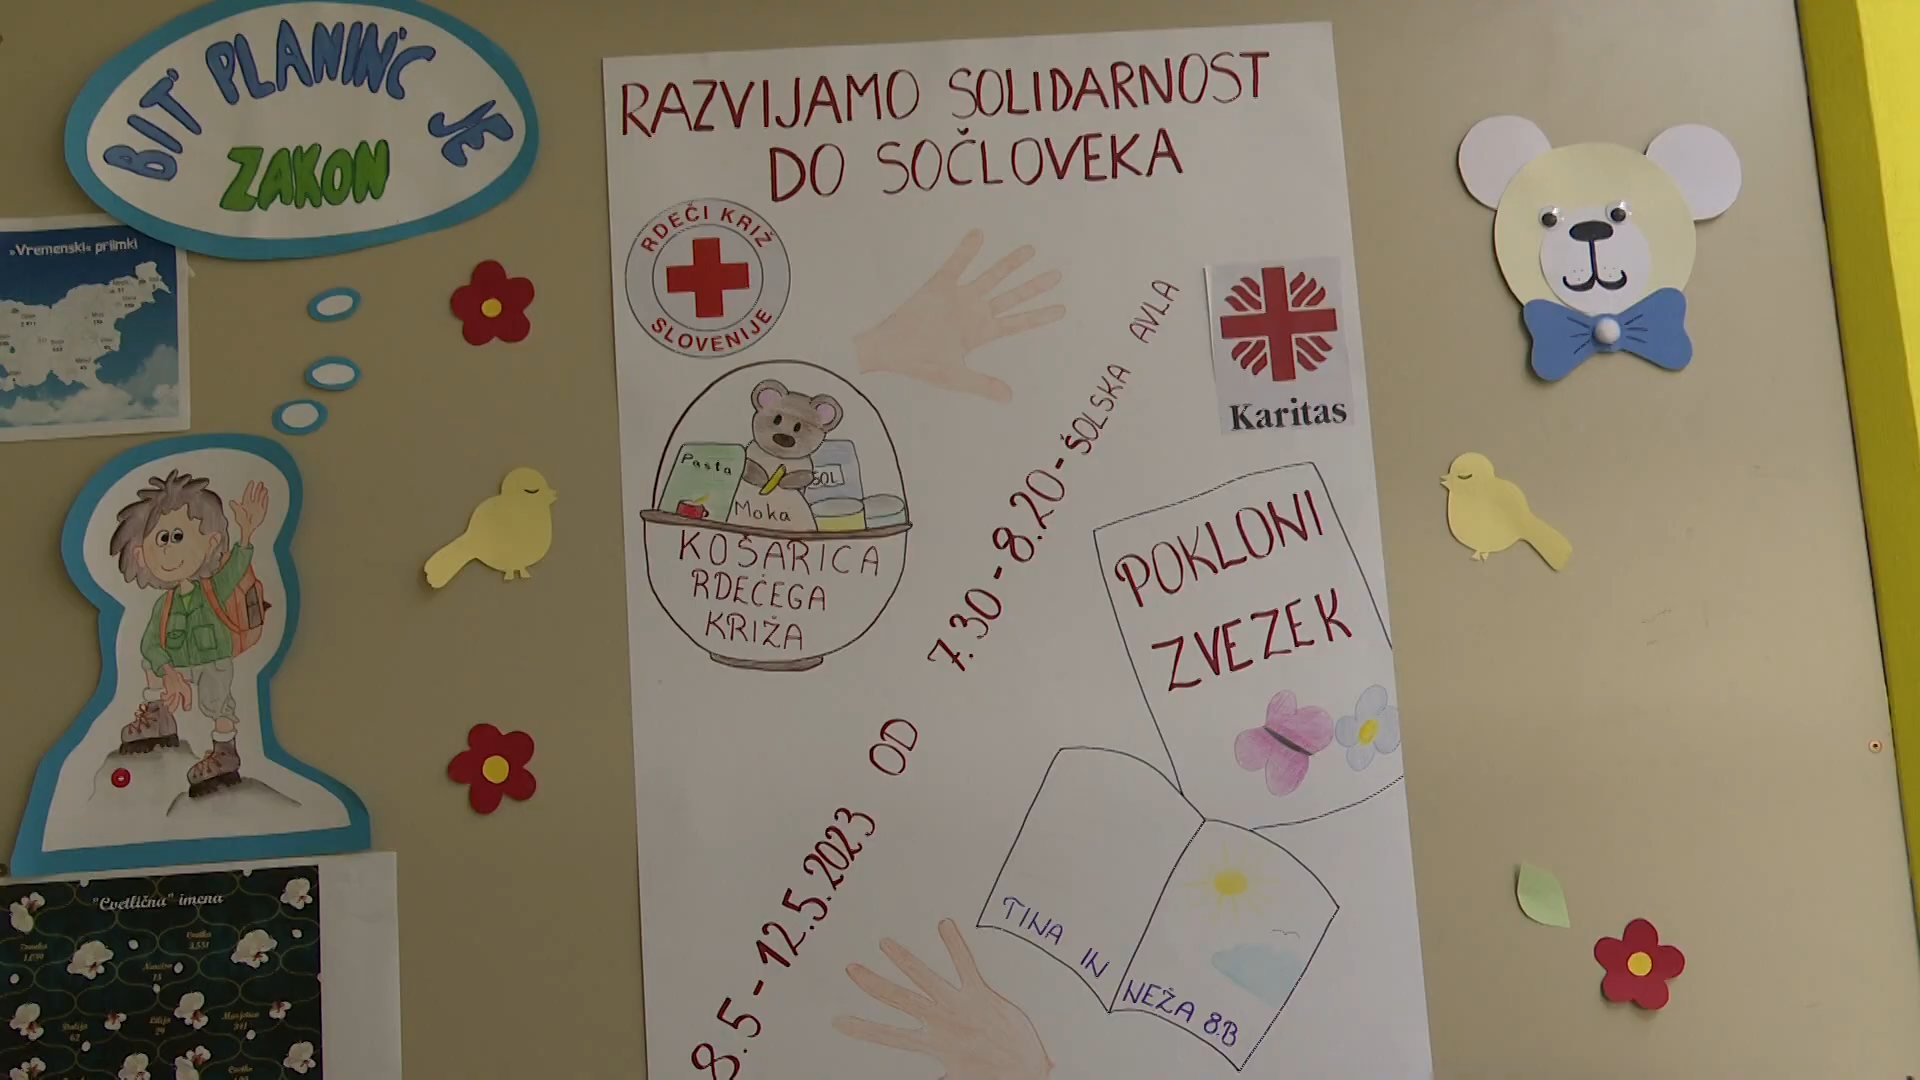 BIT' PLANINC JE
ZAKON
»Vremenski« priimki
RAZVIJAMO SOLIDARNOST
DO SOČLOVEKA
RDEČI KRIŽ
SLOVENIJE
Karitas
Pasta
SOL
Moka
KOŠARICA
RDEČEGA
KRIŽA
8.5-12.5.2023 OD 7.30-8.20-ŠOLSKA AVLA
POKLONI
ZVEZEK
TINA IN
NEŽA 8.B
"Cvetlična" imena